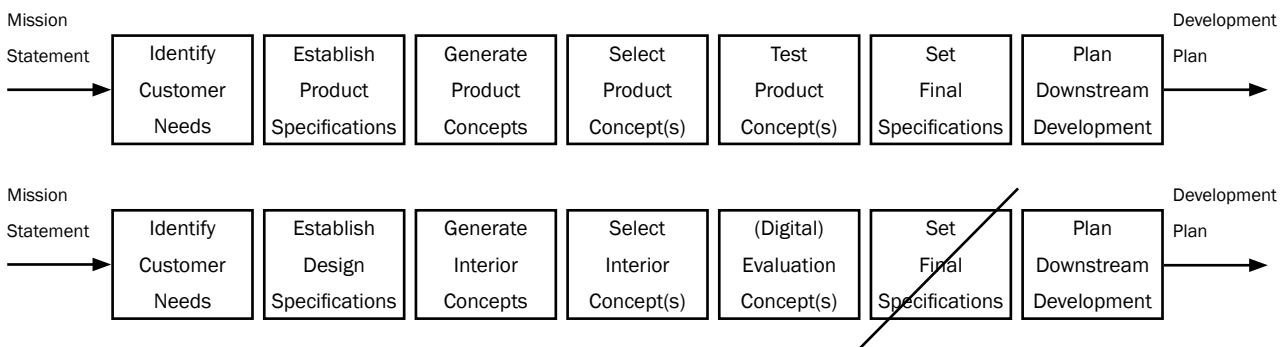 Mission
Statement
Identify
Customer
Needs
Establish
Product
Specifications
Generate
Product
Concepts
Select
Product
Concept(s)
Test
Product
Concept(s)
Set
Final
Specifications
Plan
Downstream
Development
Development
Plan
Mission
Statement
Identify
Customer
Needs
Establish
Design
Specifications
Generate
Interior
Concepts
Select
Interior
Concept(s)
(Digital)
Evaluation
Concept(s)
Set
Final
Specifications
Plan
Downstream
Development
Development
Plan